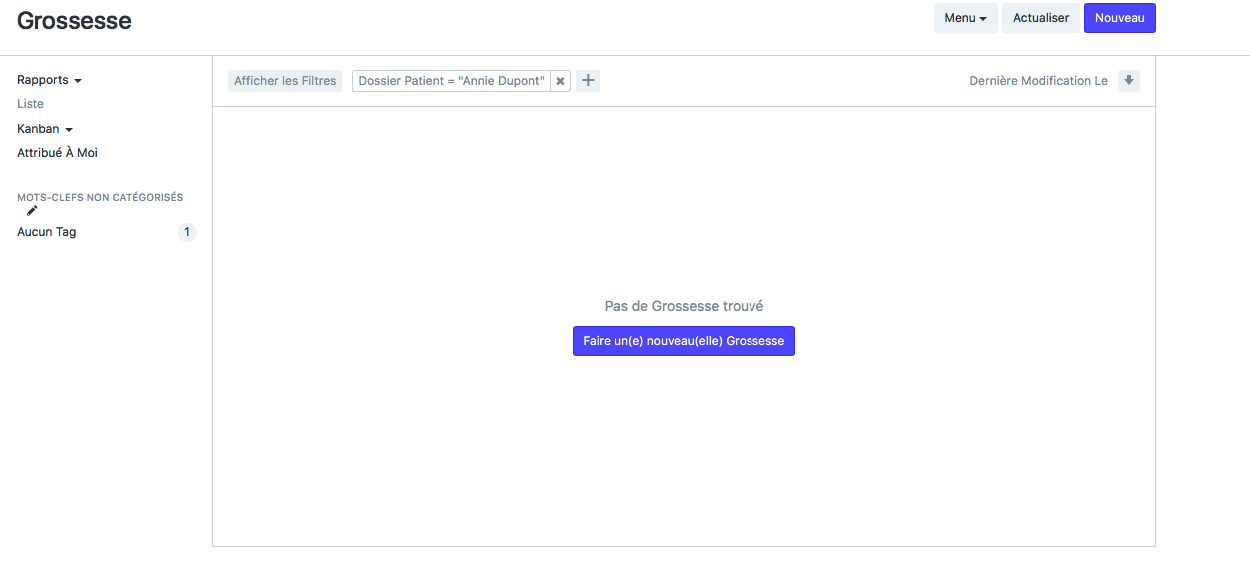 Grossesse
Menu
Actualiser
Nouveau
Rapports
Liste
Kanban
Attribué À Moi
MOTS-CLEFS NON CATÉGORISÉS
Aucun Tag
1
Afficher les Filtres
Dossier Patient = "Annie Dupont"
Dernière Modification Le
Pas de Grossesse trouvé
Faire un(e) nouveau(elle) Grossesse